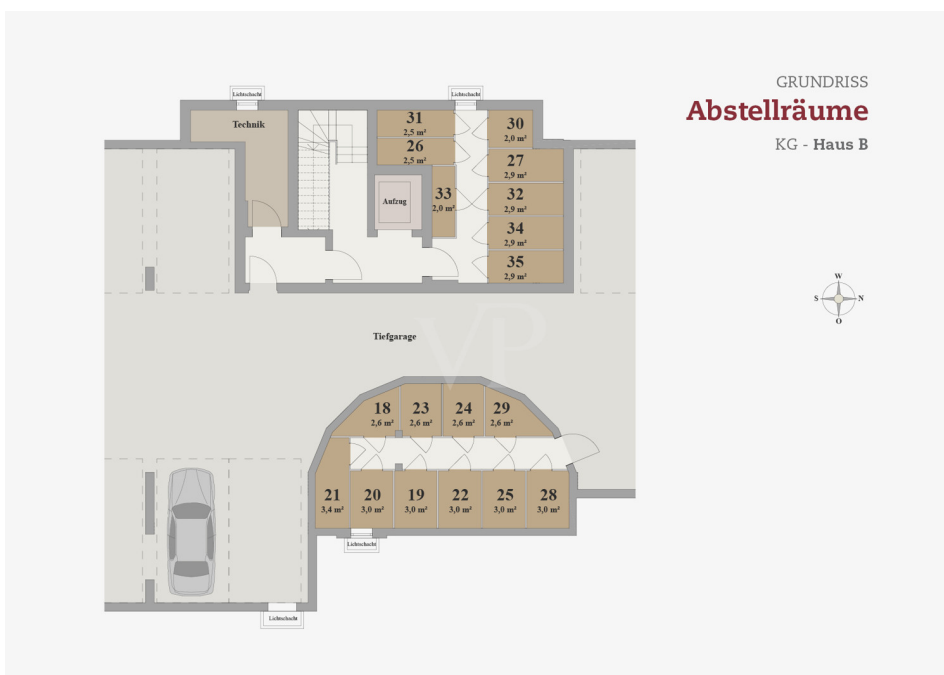 GRUNDRISS
Abstellräume
KG - Haus B
Lichtschacht
Lichtschacht
Technik
31
2,5 m²
30
2,0 m²
26
2,5 m²
27
2,9 m²
Aufzug
33
2,0 m²
32
2,9 m²
34
2,9 m²
35
2,9 m²
W
S
N
O
Tiefgarage
VP
18
2,6 m²
23
2,6 m²
24
2,6 m²
29
2,6 m²
21
3,4 m²
20
3,0 m²
19
3,0 m²
22
3,0 m²
25
3,0 m²
28
3,0 m²
Lichtschacht
Lichtschacht